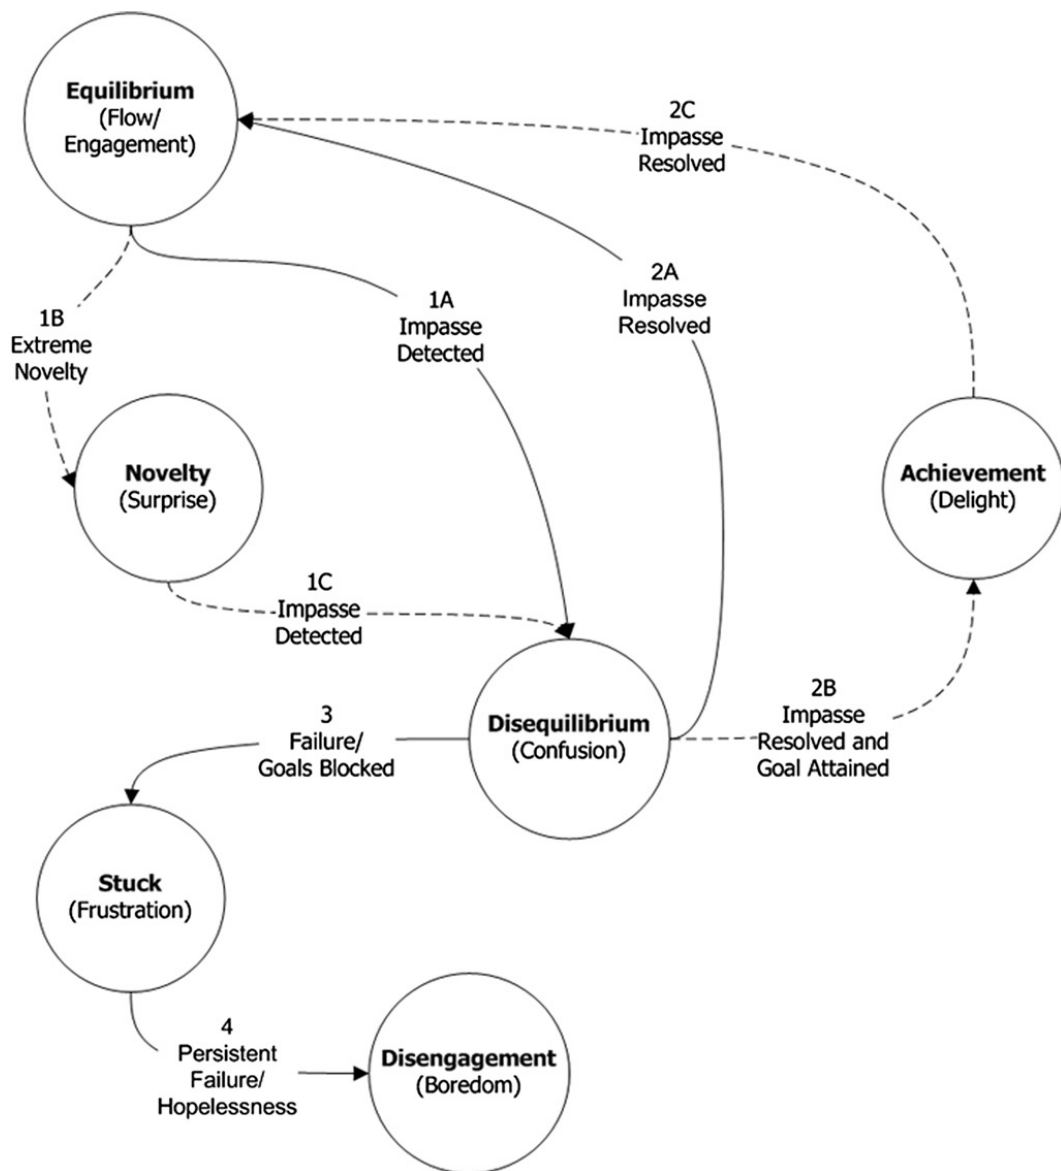 Equilibrium
(Flow/
Engagement)
2C
Impasse
Resolved
1B
Extreme
Novelty
1A
Impasse
Detected
2A
Impasse
Resolved
Novelty
(Surprise)
Achievement
(Delight)
1C
Impasse
Detected
Disequilibrium
(Confusion)
2B
Impasse
Resolved and
Goal Attained
3
Failure/
Goals Blocked
Stuck
(Frustration)
4
Persistent
Failure/
Hopelessness
Disengagement
(Boredom)